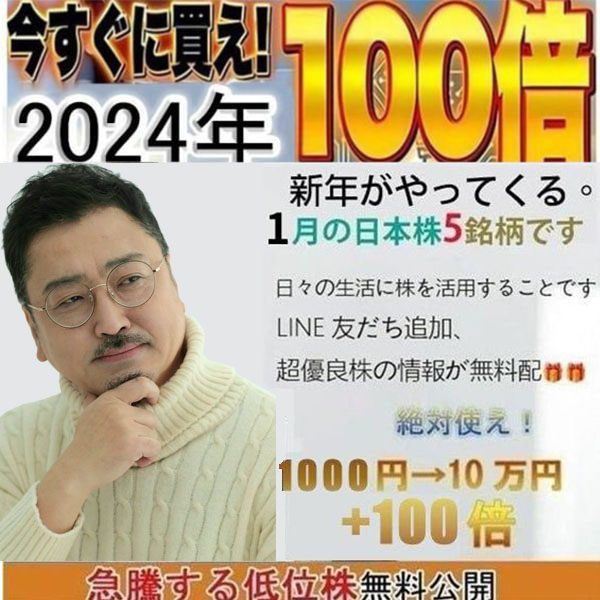 今すぐに買え!
100倍
2024年
新年がやってくる。
1月の日本株5銘柄です
日々の生活に株を活用することです
LINE 友だち追加、
超優良株の情報が無料配🎁🎁
絶対使え！
1000円→10万円
+100倍
急騰する低位株無料公開